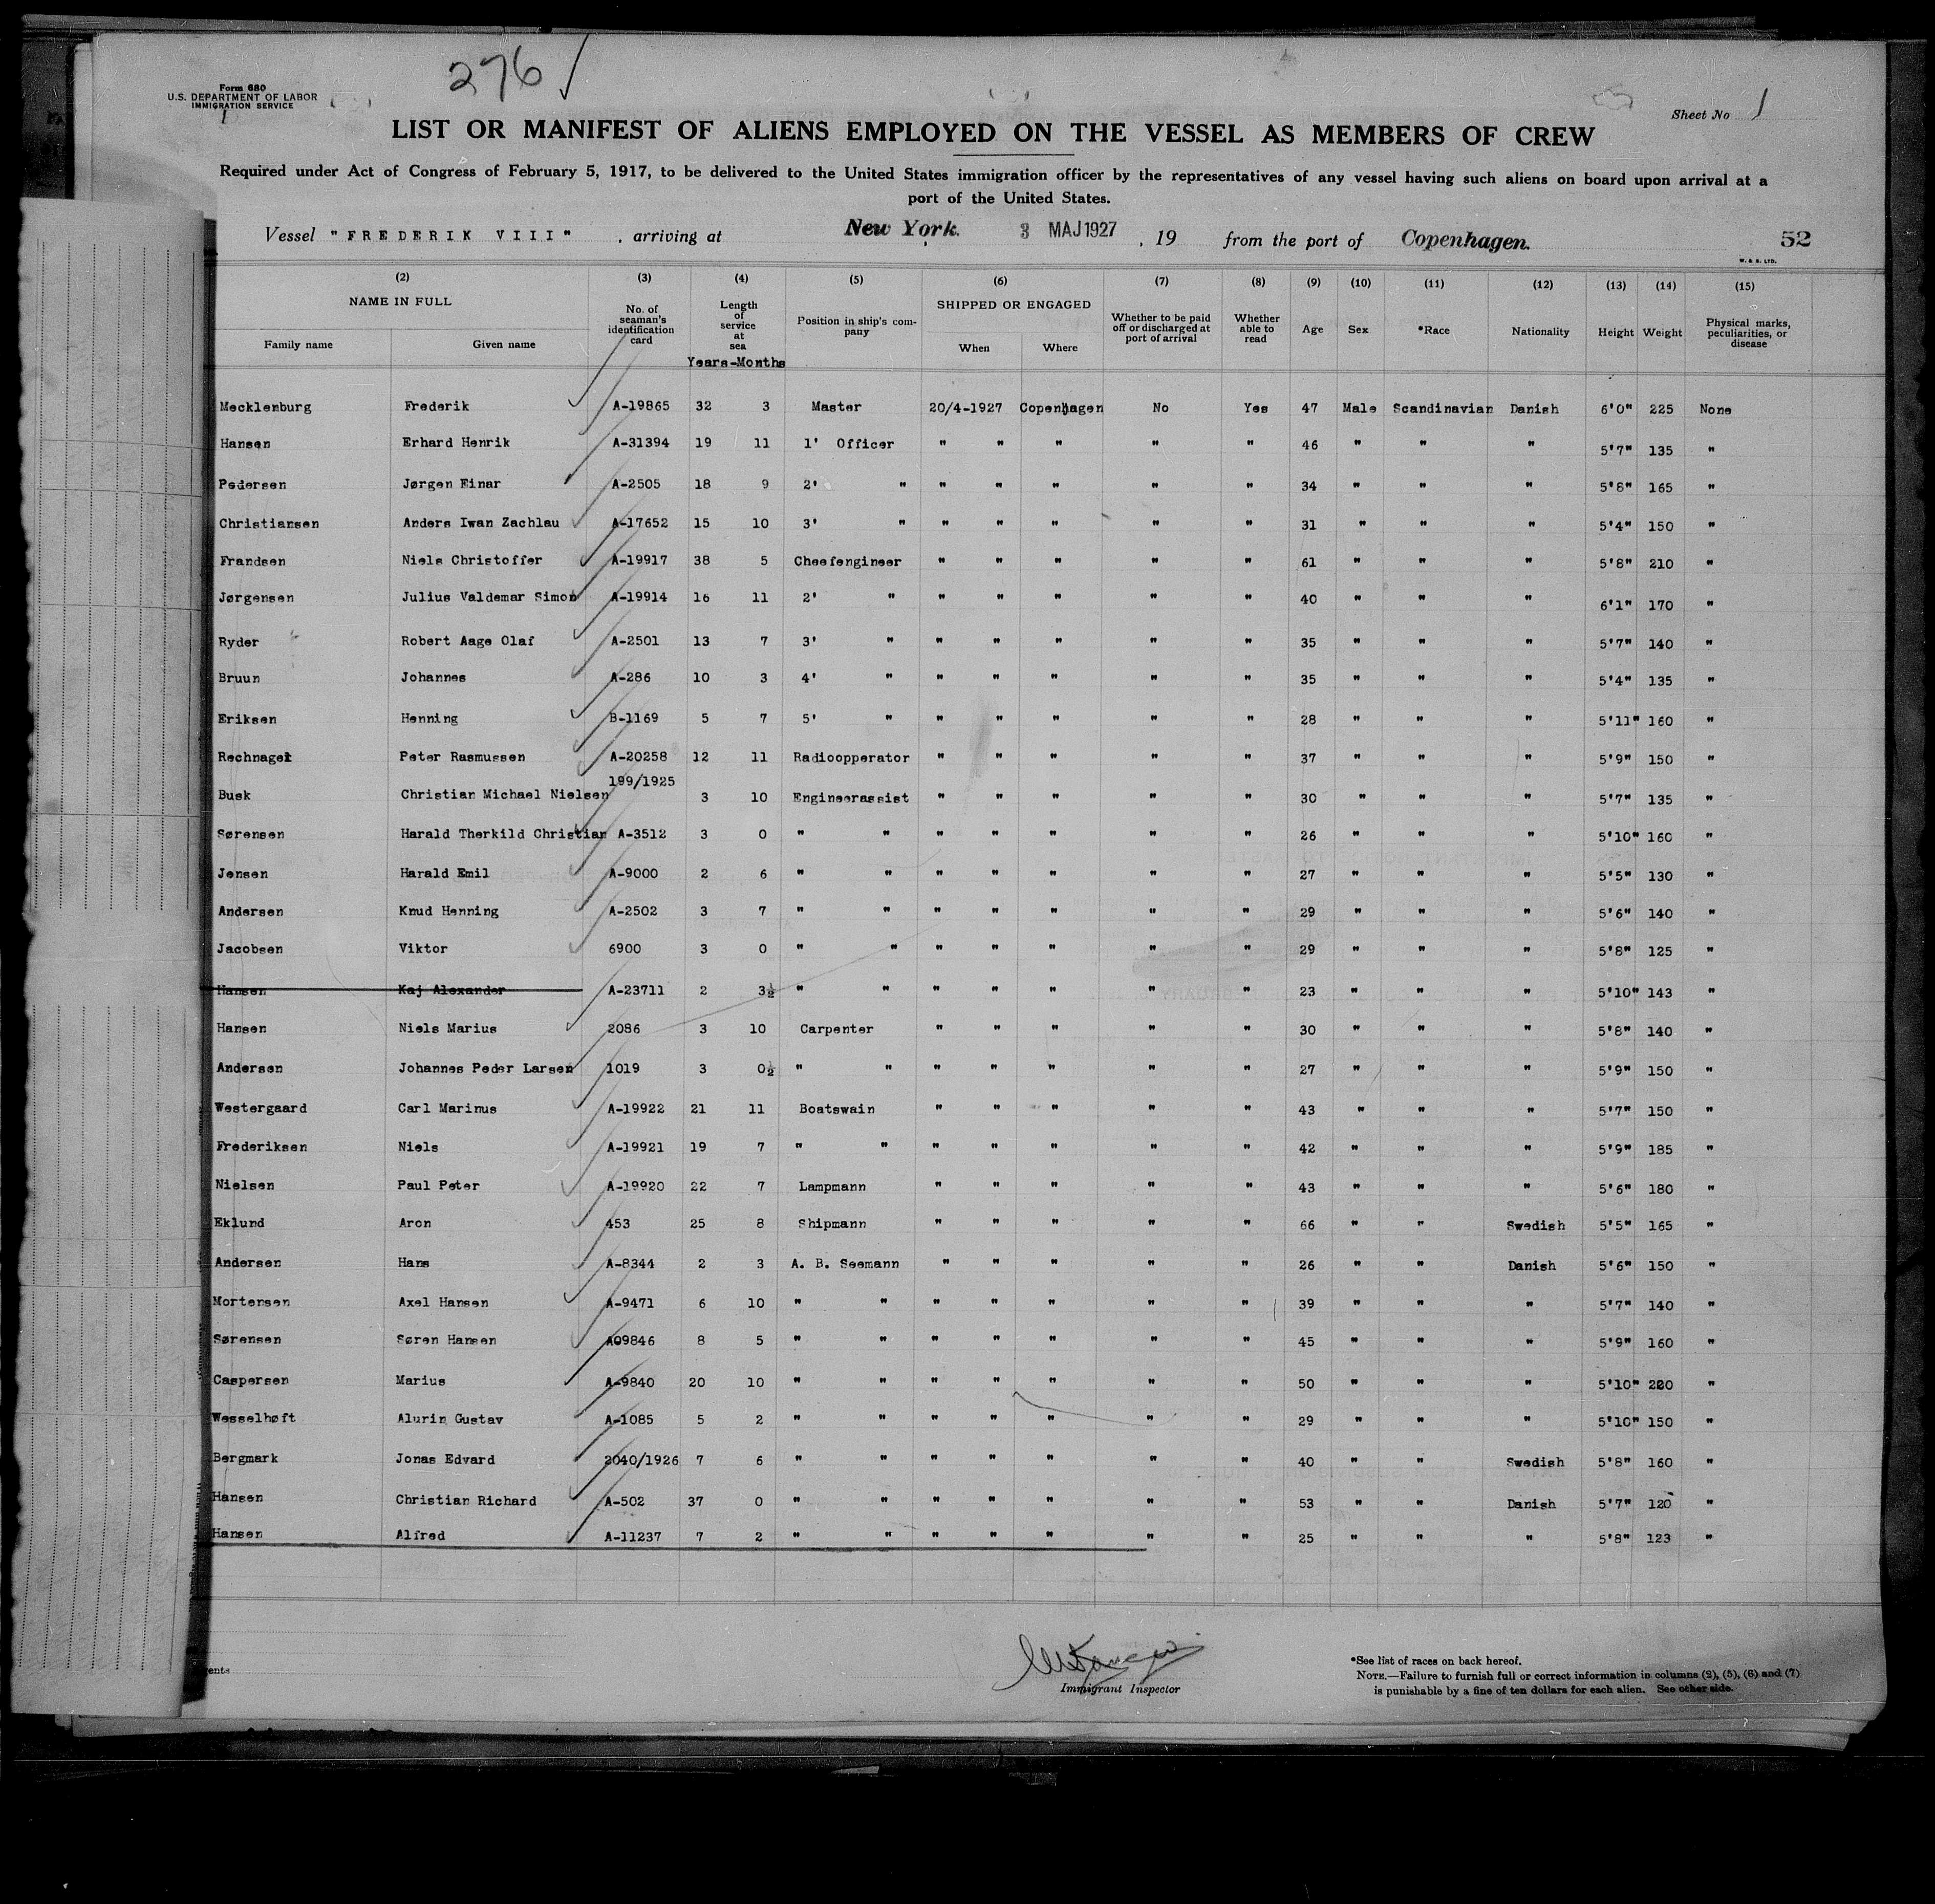 276 /
Form 680
U.S. DEPARTMENT OF LABOR
IMMIGRATION SERVICE
Sheet No 1
LIST OR MANIFEST OF ALIENS EMPLOYED ON THE VESSEL AS MEMBERS OF CREW
Required under Act of Congress of February 5, 1917, to be delivered to the United States immigration officer by the representatives of any vessel having such aliens on board upon arrival at a
port of the United States.
Vessel "FREDERIK VIII", arriving at New York. 3 MAJ 1927, 19 from the port of Copenhagen. 52
W. & S. LTD.
(2) (3) (4) (5) (6) (7) (8) (9) (10) (11) (12) (13) (14) (15)
NAME IN FULL No. of seaman's identification card Length of service at sea Position in ship's company SHIPPED OR ENGAGED Whether to be paid off or discharged at port of arrival Whether able to read Age Sex *Race Nationality Height Weight Physical marks, peculiarities, or disease
Family name Given name Years-Months When Where
Mecklenburg Frederik A-19865 32 3 Master 20/4-1927 Copenhagen No Yes 47 Male Scandinavian Danish 6'0" 225 None
Hansen Erhard Henrik A-31394 19 11 1' Officer " " " " " 46 " " " 5'7" 135 "
Pedersen Jørgen Einar A-2505 18 9 2' " " " " " " 34 " " " 5'8" 165 "
Christiansen Anders Iwan Zachlau A-17652 15 10 3' " " " " " " 31 " " " 5'4" 150 "
Frandsen Niels Christoffer A-19917 38 5 Cheefengineer " " " " " 61 " " " 5'8" 210 "
Jørgensen Julius Valdemar Simon A-19914 16 11 2' " " " " " " 40 " " " 6'1" 170 "
Ryder Robert Aage Olaf A-2501 13 7 3' " " " " " " 35 " " " 5'7" 140 "
Bruun Johannes A-286 10 3 4' " " " " " " 35 " " " 5'4" 135 "
Eriksen Henning B-1169 5 7 5' " " " " " " 28 " " " 5'11" 160 "
Rechnagel Peter Rasmussen A-20258 12 11 Radioopperator " " " " " 37 " " " 5'9" 150 "
199/1925
Busk Christian Michael Nielsen 3 10 Engineerassist " " " " " 30 " " " 5'7" 135 "
Sørensen Harald Therkild Christian A-3512 3 0 " " " " " " " 26 " " " 5'10" 160 "
Jensen Harald Emil A-9000 2 6 " " " " " " " 27 " " " 5'5" 130 "
Andersen Knud Henning A-2502 3 7 " " " " " " " 29 " " " 5'6" 140 "
Jacobsen Viktor 6900 3 0 " " " " " " " 29 " " " 5'8" 125 "
Hansen Kaj Alexander A-23711 2 3½ " " " " " " " 23 " " " 5'10" 143 "
Hansen Niels Marius 2086 3 10 Carpenter " " " " " 30 " " " 5'8" 140 "
Andersen Johannes Peder Larsen 1019 3 0½ " " " " " " " 27 " " " 5'9" 150 "
Westergaard Carl Marinus A-19922 21 11 Boatswain " " " " " 43 " " " 5'7" 150 "
Frederiksen Niels A-19921 19 7 " " " " " " " 42 " " " 5'9" 185 "
Nielsen Paul Peter A-19920 22 7 Lampmann " " " " " 43 " " " 5'6" 180 "
Eklund Aron 453 25 8 Shipmann " " " " " 66 " " Swedish 5'5" 165 "
Andersen Hans A-8344 2 3 A. B. Seemann " " " " " 26 " " Danish 5'6" 150 "
Mortensen Axel Hansen A-9471 6 10 " " " " " " " 39 " " " 5'7" 140 "
Sørensen Søren Hansen A09846 8 5 " " " " " " " 45 " " " 5'9" 160 "
Caspersen Marius A-9840 20 10 " " " " " " " 50 " " " 5'10" 220 "
Wesselhøft Alurin Gustav A-1085 5 2 " " " " " " " 29 " " " 5'10" 150 "
Bergmark Jonas Edvard 2040/1926 7 6 " " " " " " " 40 " " Swedish 5'8" 160 "
Hansen Christian Richard A-502 37 0 " " " " " " " 53 " " Danish 5'7" 120 "
Hansen Alfred A-11237 7 2 " " " " " " " 25 " " " 5'8" 123 "
ents
Immigrant Inspector
*See list of races on back hereof.
NOTE.—Failure to furnish full or correct information in columns (2), (5), (6) and (7)
is punishable by a fine of ten dollars for each alien. See other side.